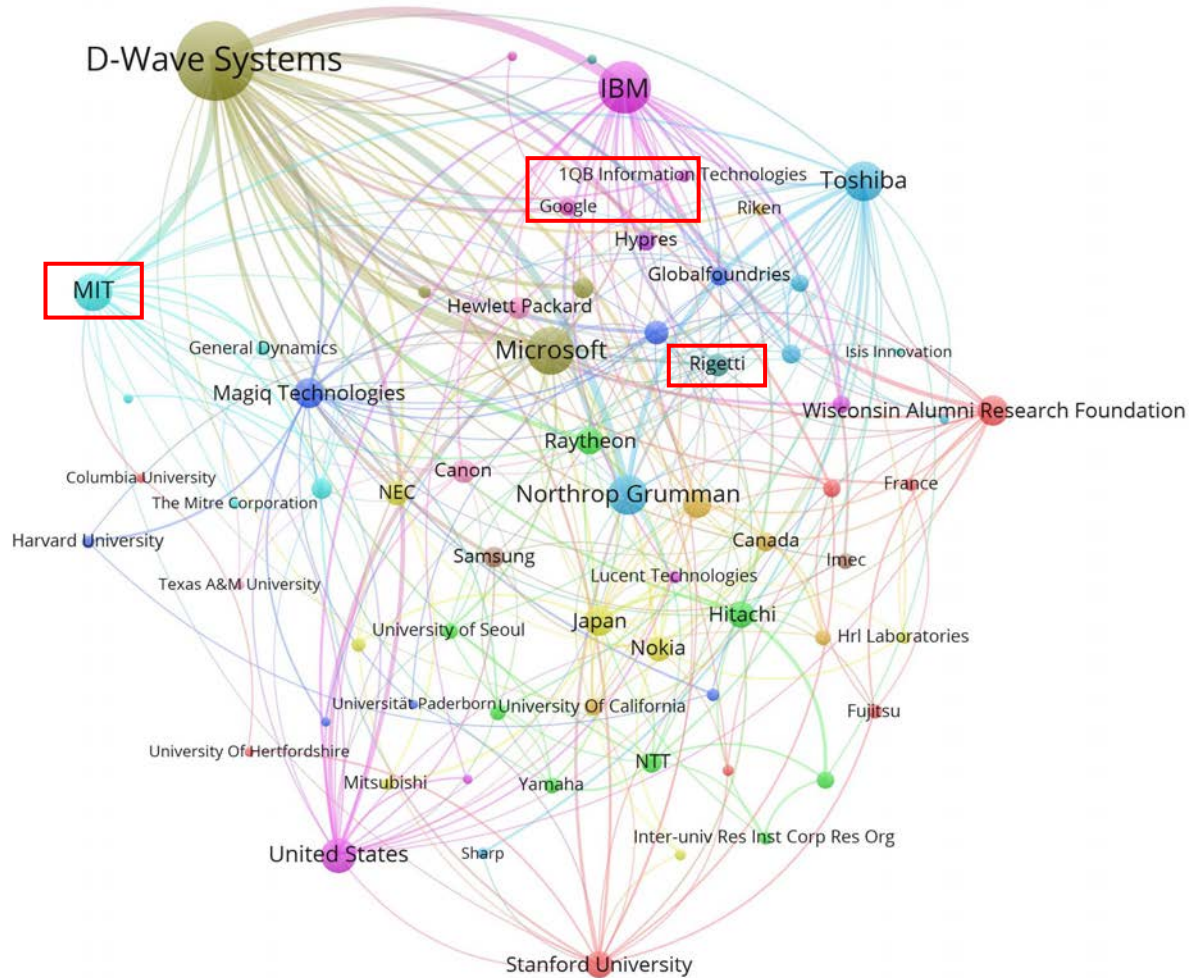 D-Wave Systems
IBM
1QB Information Technologies
Toshiba
Google
Riken
Hypres
Globalfoundries
MIT
Hewlett Packard
General Dynamics
Microsoft
Isis Innovation
Rigetti
Magiq Technologies
Wisconsin Alumni Research Foundation
Raytheon
Canon
Columbia University
NEC
Northrop Grumman
France
The Mitre Corporation
Harvard University
Canada
Samsung
Imec
Lucent Technologies
Texas A&M University
Japan
Hitachi
University of Seoul
Hrl Laboratories
Nokia
Universität Paderborn
University Of California
Fujitsu
University Of Hertfordshire
NTT
Mitsubishi
Yamaha
Inter-univ Res Inst Corp Res Org
United States
Sharp
Stanford University